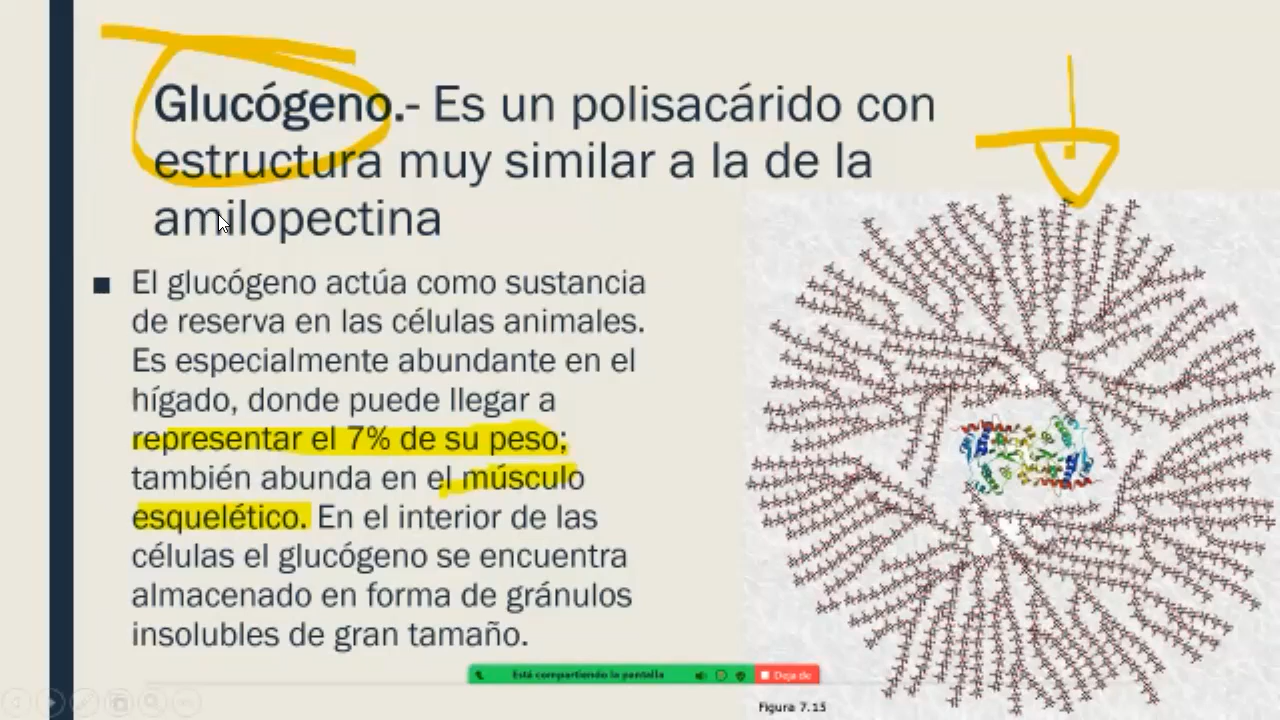 Glucógeno.- Es un polisacárido con
estructura muy similar a la de la
amilopectina
■ El glucógeno actúa como sustancia
de reserva en las células animales.
Es especialmente abundante en el
hígado, donde puede llegar a
representar el 7% de su peso;
también abunda en el músculo
esquelético. En el interior de las
células el glucógeno se encuentra
almacenado en forma de gránulos
insolubles de gran tamaño.
Está compartiendo la pantalla
Deja de
Figura 7.15